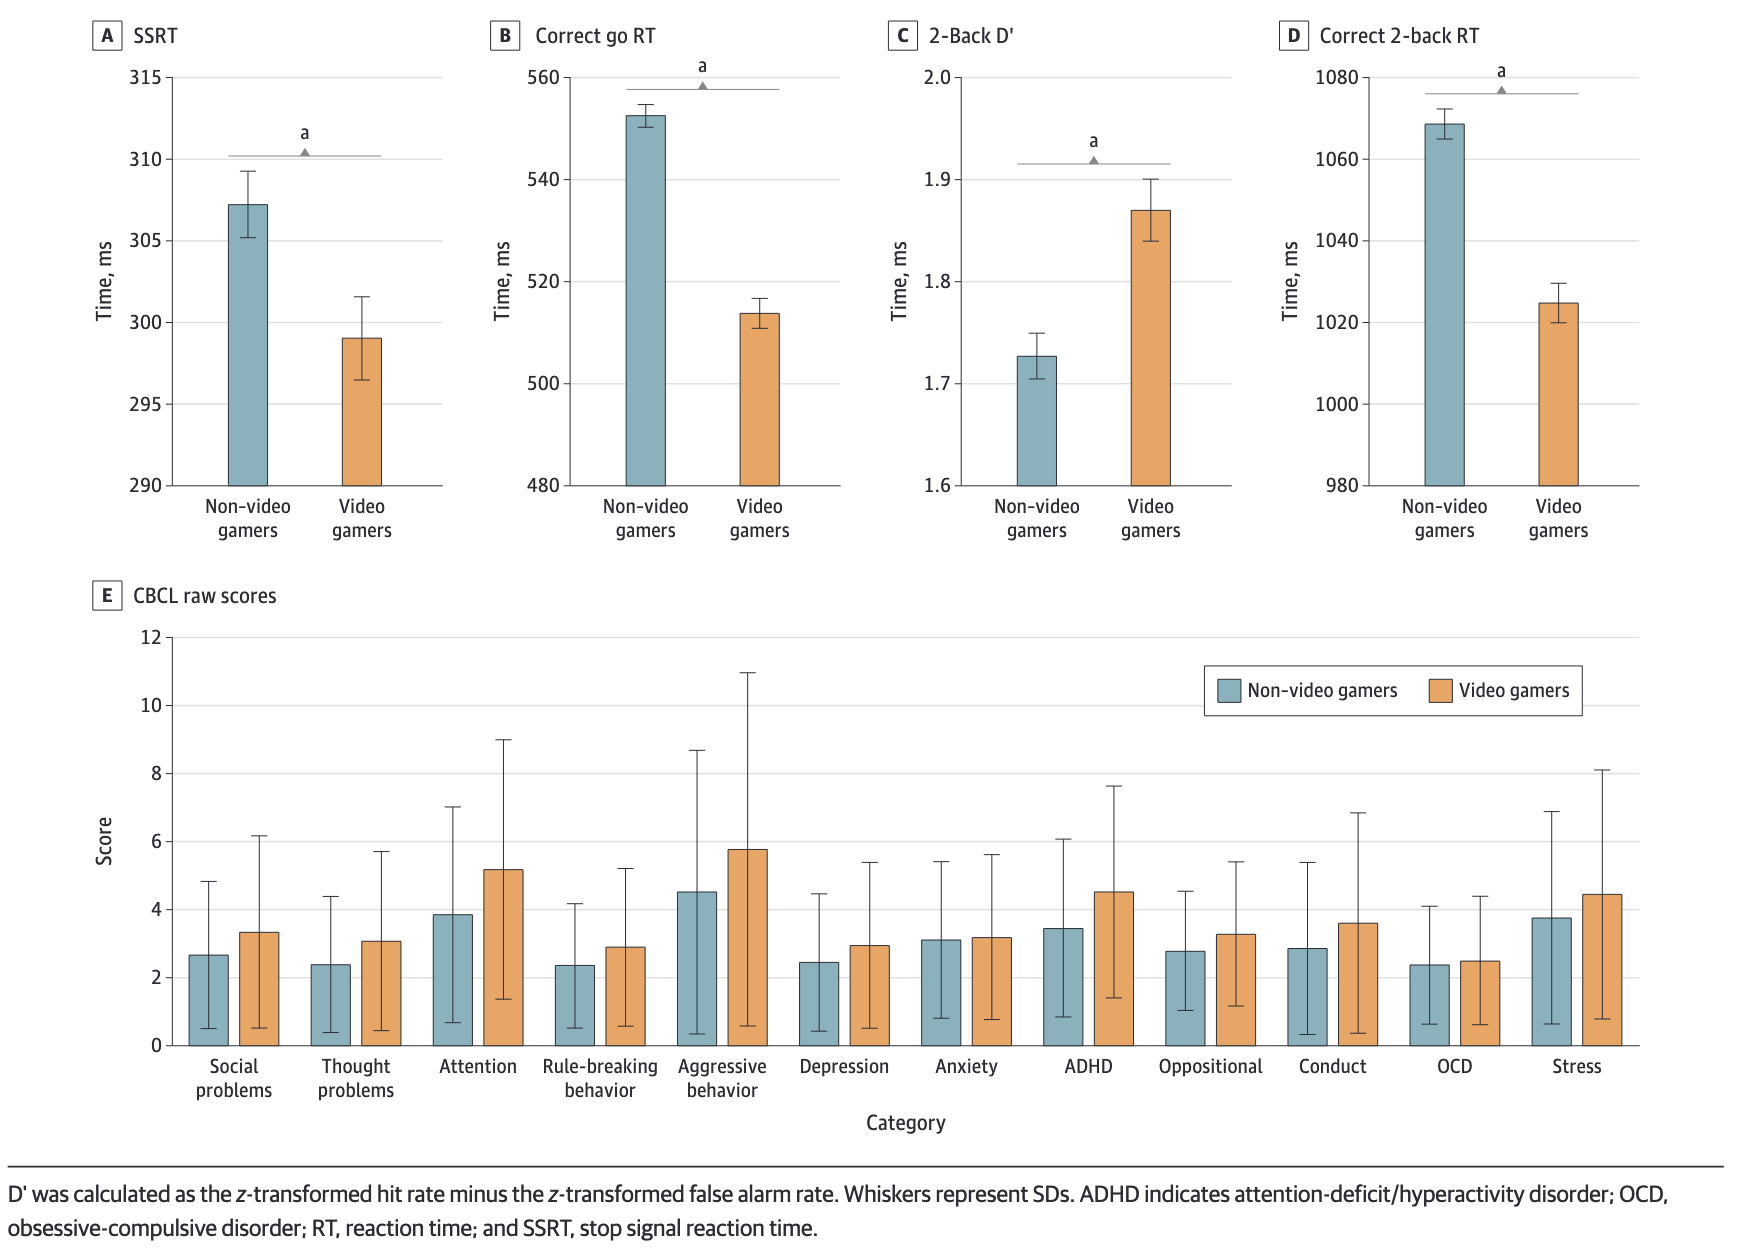 A SSRT
315
310
305
300
295
290
Time, ms
a
Non-video gamers
Video gamers
B Correct go RT
560
540
520
500
480
Time, ms
a
Non-video gamers
Video gamers
C 2-Back D'
2.0
1.9
1.8
1.7
1.6
Time, ms
a
Non-video gamers
Video gamers
D Correct 2-back RT
1080
1060
1040
1020
1000
980
Time, ms
a
Non-video gamers
Video gamers
E CBCL raw scores
12
10
8
6
4
2
0
Score
Non-video gamers
Video gamers
Social problems
Thought problems
Attention
Rule-breaking behavior
Aggressive behavior
Depression
Anxiety
ADHD
Oppositional
Conduct
OCD
Stress
Category
D' was calculated as the z-transformed hit rate minus the z-transformed false alarm rate. Whiskers represent SDs. ADHD indicates attention-deficit/hyperactivity disorder; OCD,
obsessive-compulsive disorder; RT, reaction time; and SSRT, stop signal reaction time.